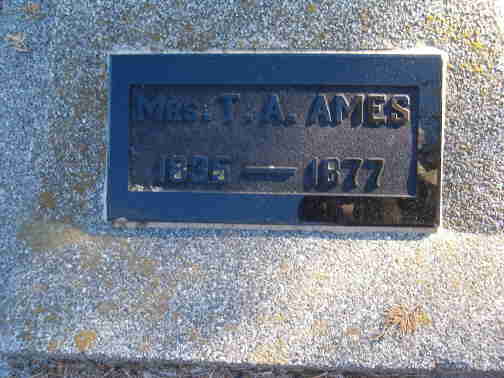 MRS. T. A. AMES
1835 — 1877